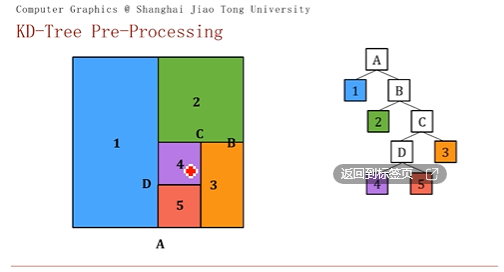 Computer Graphics @ Shanghai Jiao Tong University
KD-Tree Pre-Processing
1
2
C
B
4
D
3
5
A
A
1
B
2
C
D
3
返回到标签页
4
5